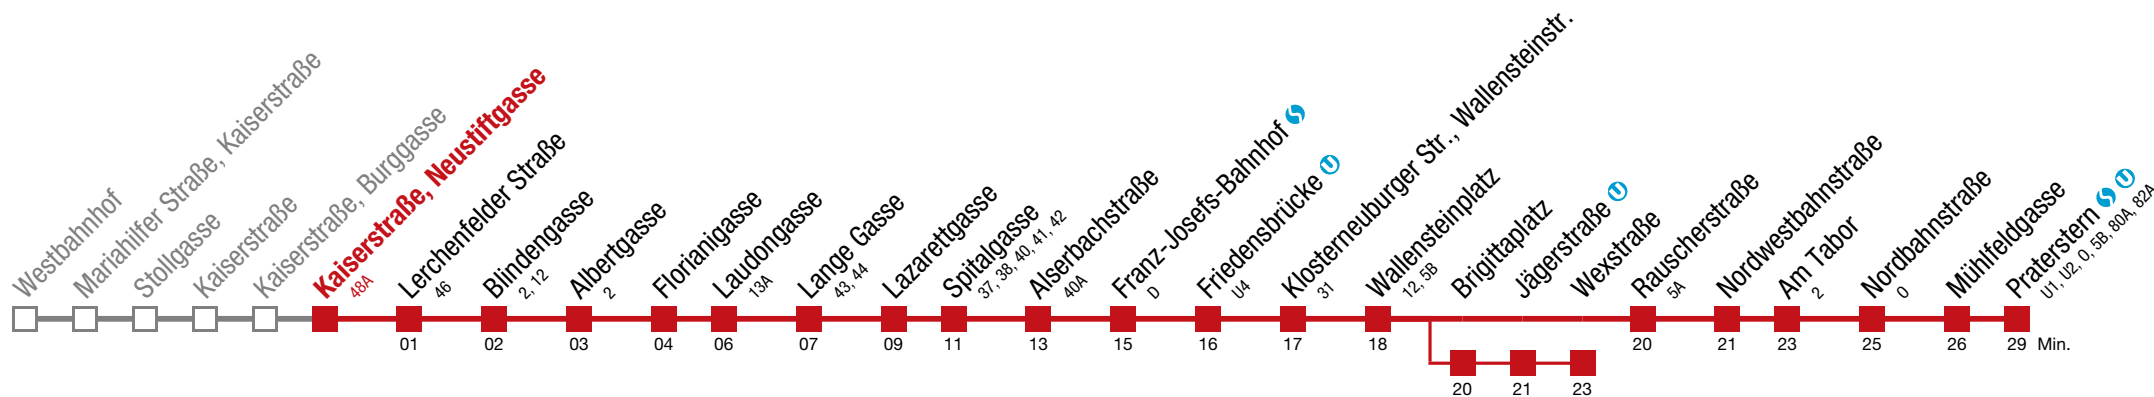 Westbahnhof
Mariahilfer Straße, Kaiserstraße
Stollgasse
Kaiserstraße
Kaiserstraße, Burggasse
Kaiserstraße, Neustiftgasse
48A
Lerchenfelder Straße
46
Blindengasse
2, 12
Albertgasse
2
Florianigasse
Laudongasse
13A
Lange Gasse
43, 44
Lazarettgasse
Spitalgasse
37, 38, 40, 41, 42
Alserbachstraße
40A
Franz-Josefs-Bahnhof S
D
Friedensbrücke U
U4
Klosterneuburger Str., Wallensteinstr.
31
Wallensteinplatz
12, 5B
Brigittaplatz
Jägerstraße U
Wexstraße
Rauscherstraße
5A
Nordwestbahnstraße
Am Tabor
2
Nordbahnstraße
O
Mühlfeldgasse
Praterstern S U
U1, U2, O, 5B, 80A, 82A
01 02 03 04 06 07 09 11 13 15 16 17 18 20 21 23 25 26 29 Min.
20 21 23